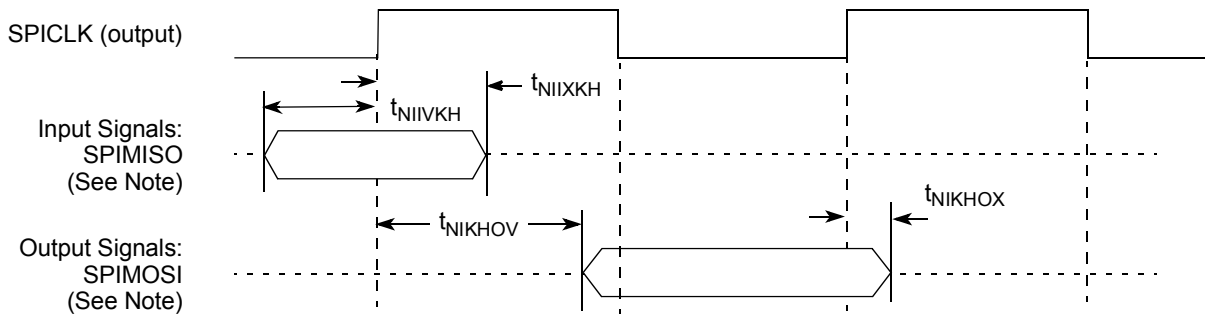 SPICLK (output)
tNIIXKH
tNIIVKH
Input Signals:
SPIMISO
(See Note)
tNIKHOX
tNIKHOV
Output Signals:
SPIMOSI
(See Note)